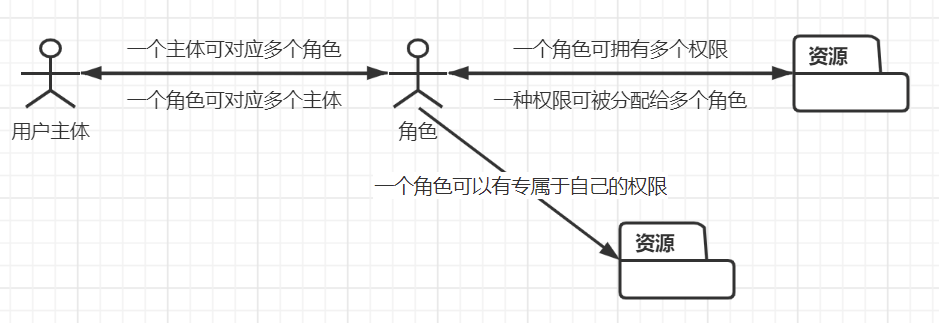 一个主体可对应多个角色
一个角色可拥有多个权限
资源
一个角色可对应多个主体
一种权限可被分配给多个角色
用户主体
角色
一个角色可以有专属于自己的权限
资源